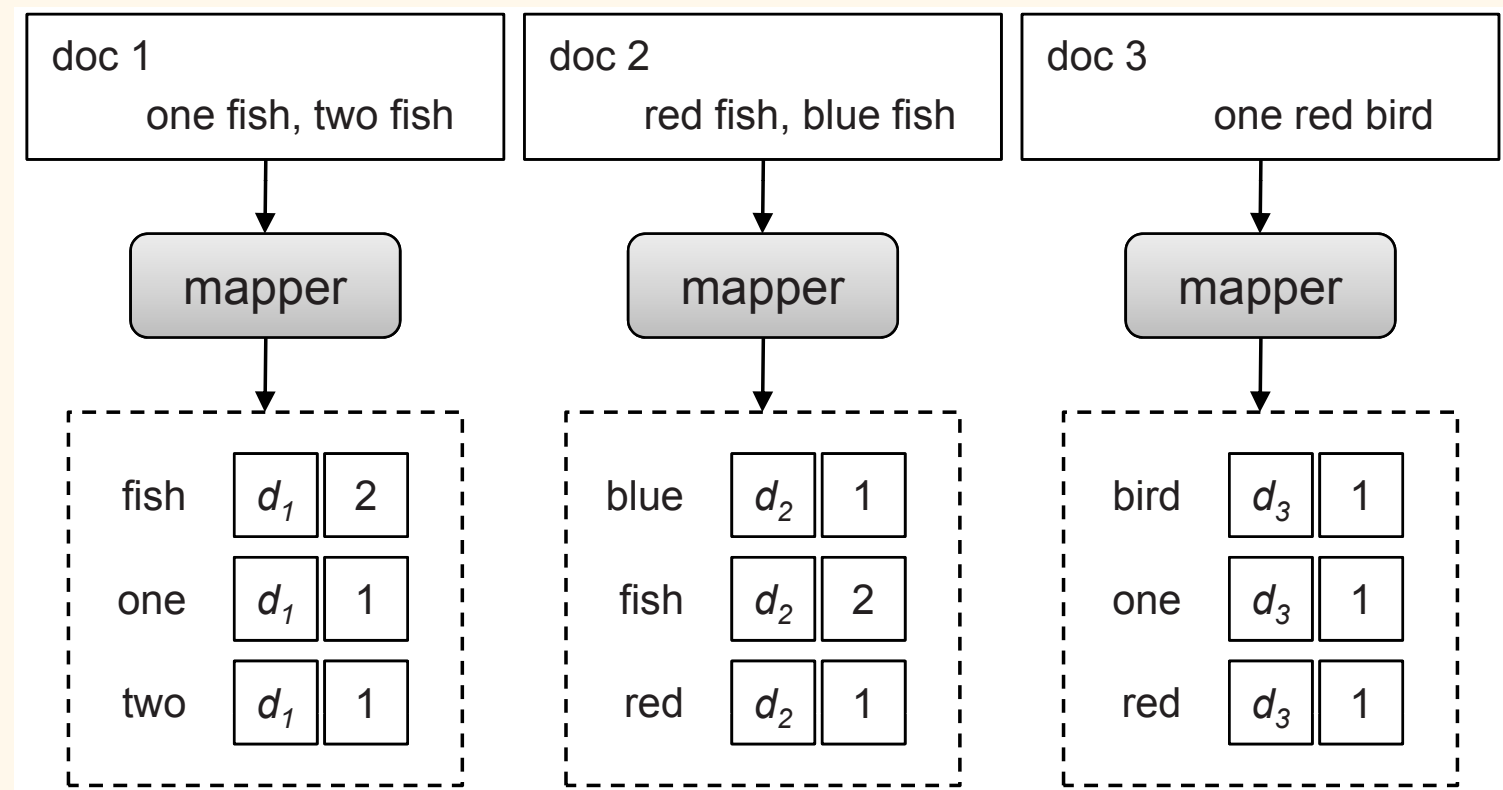 doc 1
one fish, two fish
doc 2
red fish, blue fish
doc 3
one red bird
mapper
mapper
mapper
fish d1 2
one d1 1
two d1 1
blue d2 1
fish d2 2
red d2 1
bird d3 1
one d3 1
red d3 1